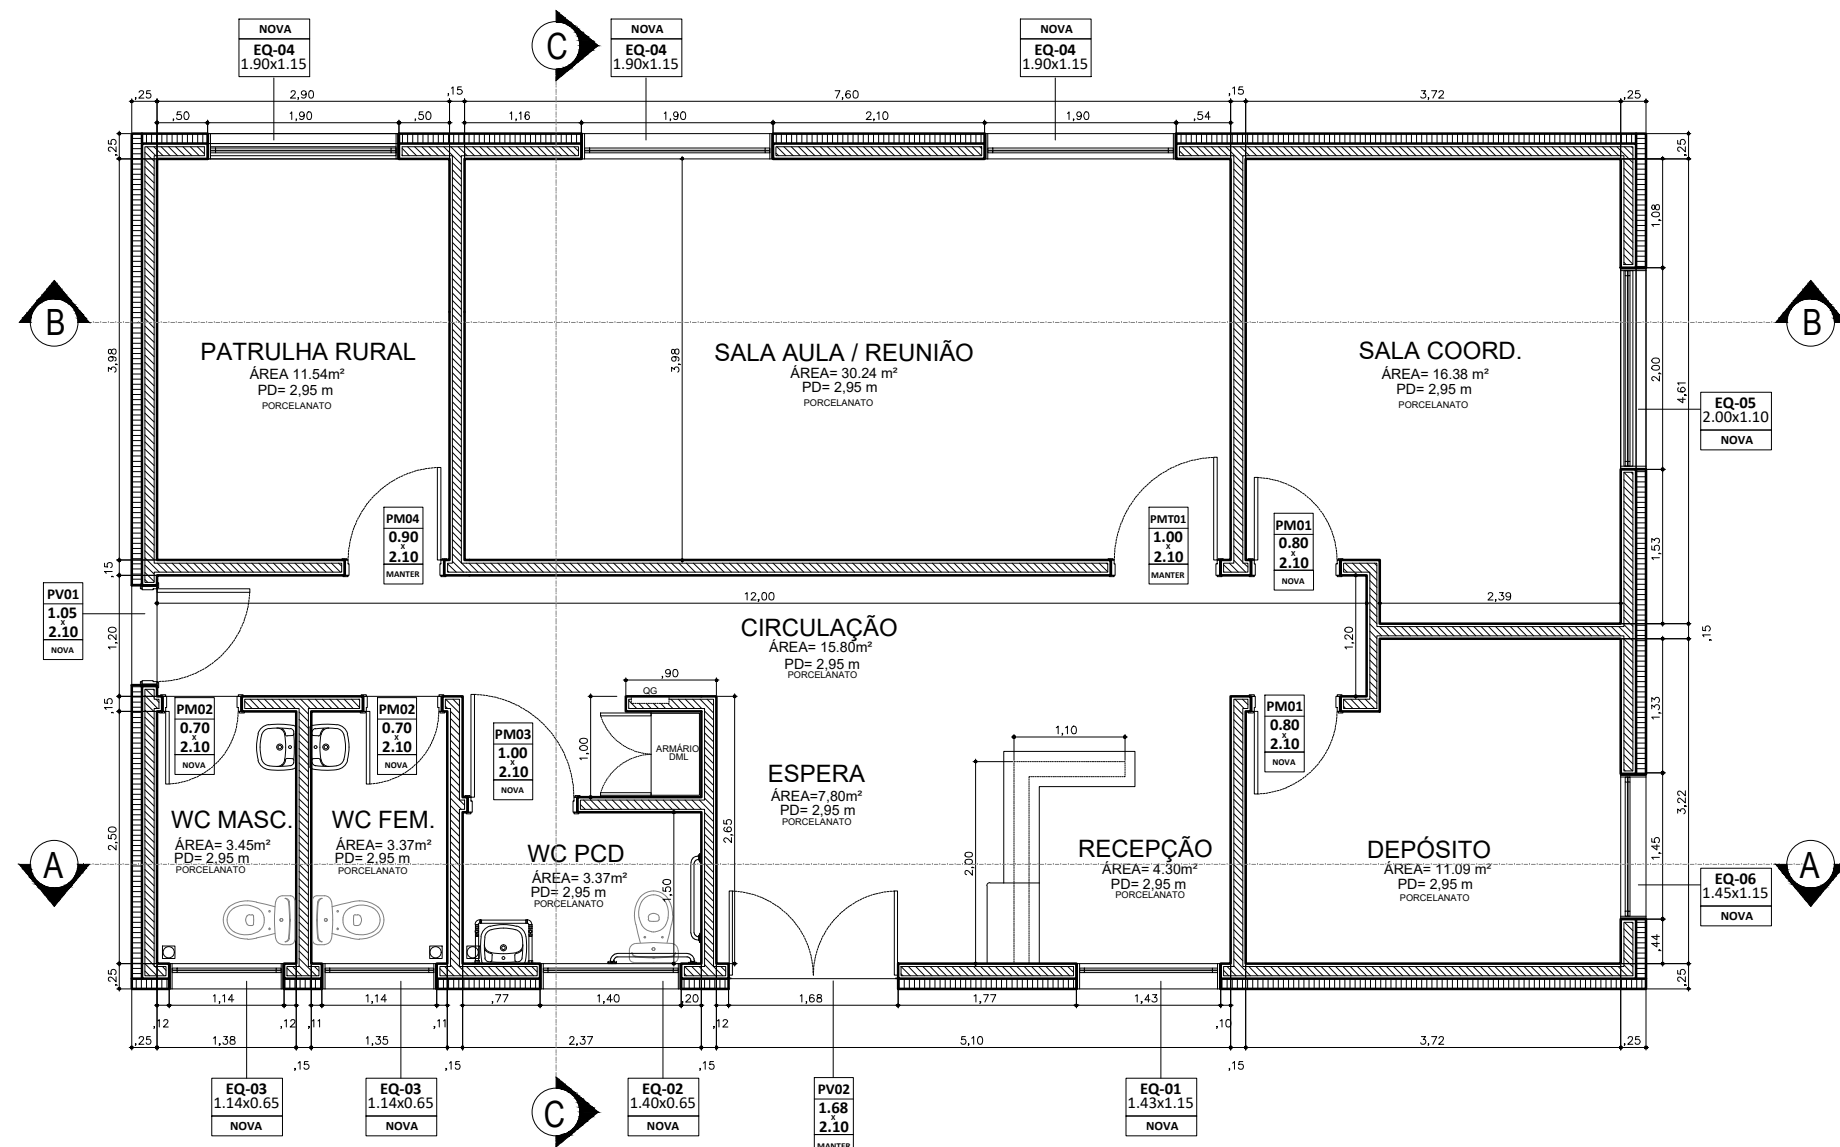 NOVA
EQ-04
1.90x1.15
C
NOVA
EQ-04
1.90x1.15
NOVA
EQ-04
1.90x1.15
,25
2,90
,15
7,60
,15
3,72
,25
,50
1,90
,50
1,16
1,90
2,10
1,90
,54
,25
,25
1,08
B
B
3,98
3,98
2,00
4,61
PATRULHA RURAL
ÁREA 11.54m²
PD= 2,95 m
PORCELANATO
SALA AULA / REUNIÃO
ÁREA= 30.24 m²
PD= 2,95 m
PORCELANATO
SALA COORD.
ÁREA= 16.38 m²
PD= 2,95 m
PORCELANATO
EQ-05
2.00x1.10
NOVA
PM04
0.90
x
2.10
MANTER
PMT01
1.00
x
2.10
MANTER
PM01
0.80
x
2.10
NOVA
1,53
,15
PV01
1.05
x
2.10
NOVA
12,00
2,39
1,20
1,20
,15
CIRCULAÇÃO
ÁREA= 15.80m²
PD= 2,95 m
PORCELANATO
,90
QG
,15
PM02
0.70
x
2.10
NOVA
PM02
0.70
x
2.10
NOVA
PM03
1.00
x
2.10
NOVA
1,00
ARMÁRIO
DML
PM01
0.80
x
2.10
NOVA
1,33
1,10
ESPERA
ÁREA=7,80m²
PD= 2,95 m
PORCELANATO
2,65
2,00
3,22
WC MASC.
ÁREA= 3.45m²
PD= 2,95 m
PORCELANATO
WC FEM.
ÁREA= 3.37m²
PD= 2,95 m
PORCELANATO
WC PCD
ÁREA= 3.37m²
PD= 2,95 m
PORCELANATO
1,50
RECEPÇÃO
ÁREA= 4.30m²
PD= 2,95 m
PORCELANATO
DEPÓSITO
ÁREA= 11.09 m²
PD= 2,95 m
PORCELANATO
2,50
1,45
A
A
EQ-06
1.45x1.15
NOVA
,44
,25
,25
1,14
1,14
,77
1,40
,20
1,68
1,77
1,43
,12
,12
,11
,11
,12
,10
,25
1,38
1,35
2,37
5,10
3,72
,25
,15
,15
,15
,15
EQ-03
1.14x0.65
NOVA
EQ-03
1.14x0.65
NOVA
C
EQ-02
1.40x0.65
NOVA
PV02
1.68
x
2.10
MANTER
EQ-01
1.43x1.15
NOVA